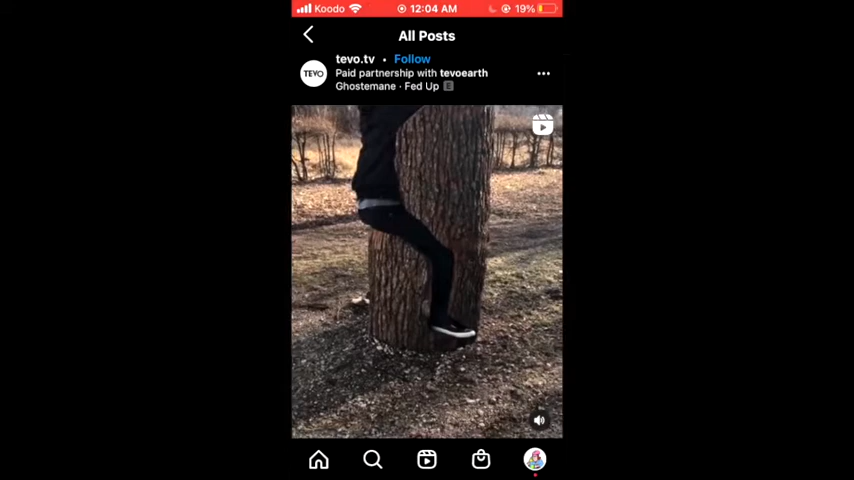 Koodo 12:04 AM 19%
All Posts
TEVO
tevo.tv • Follow
Paid partnership with tevoearth
Ghostemane · Fed Up E